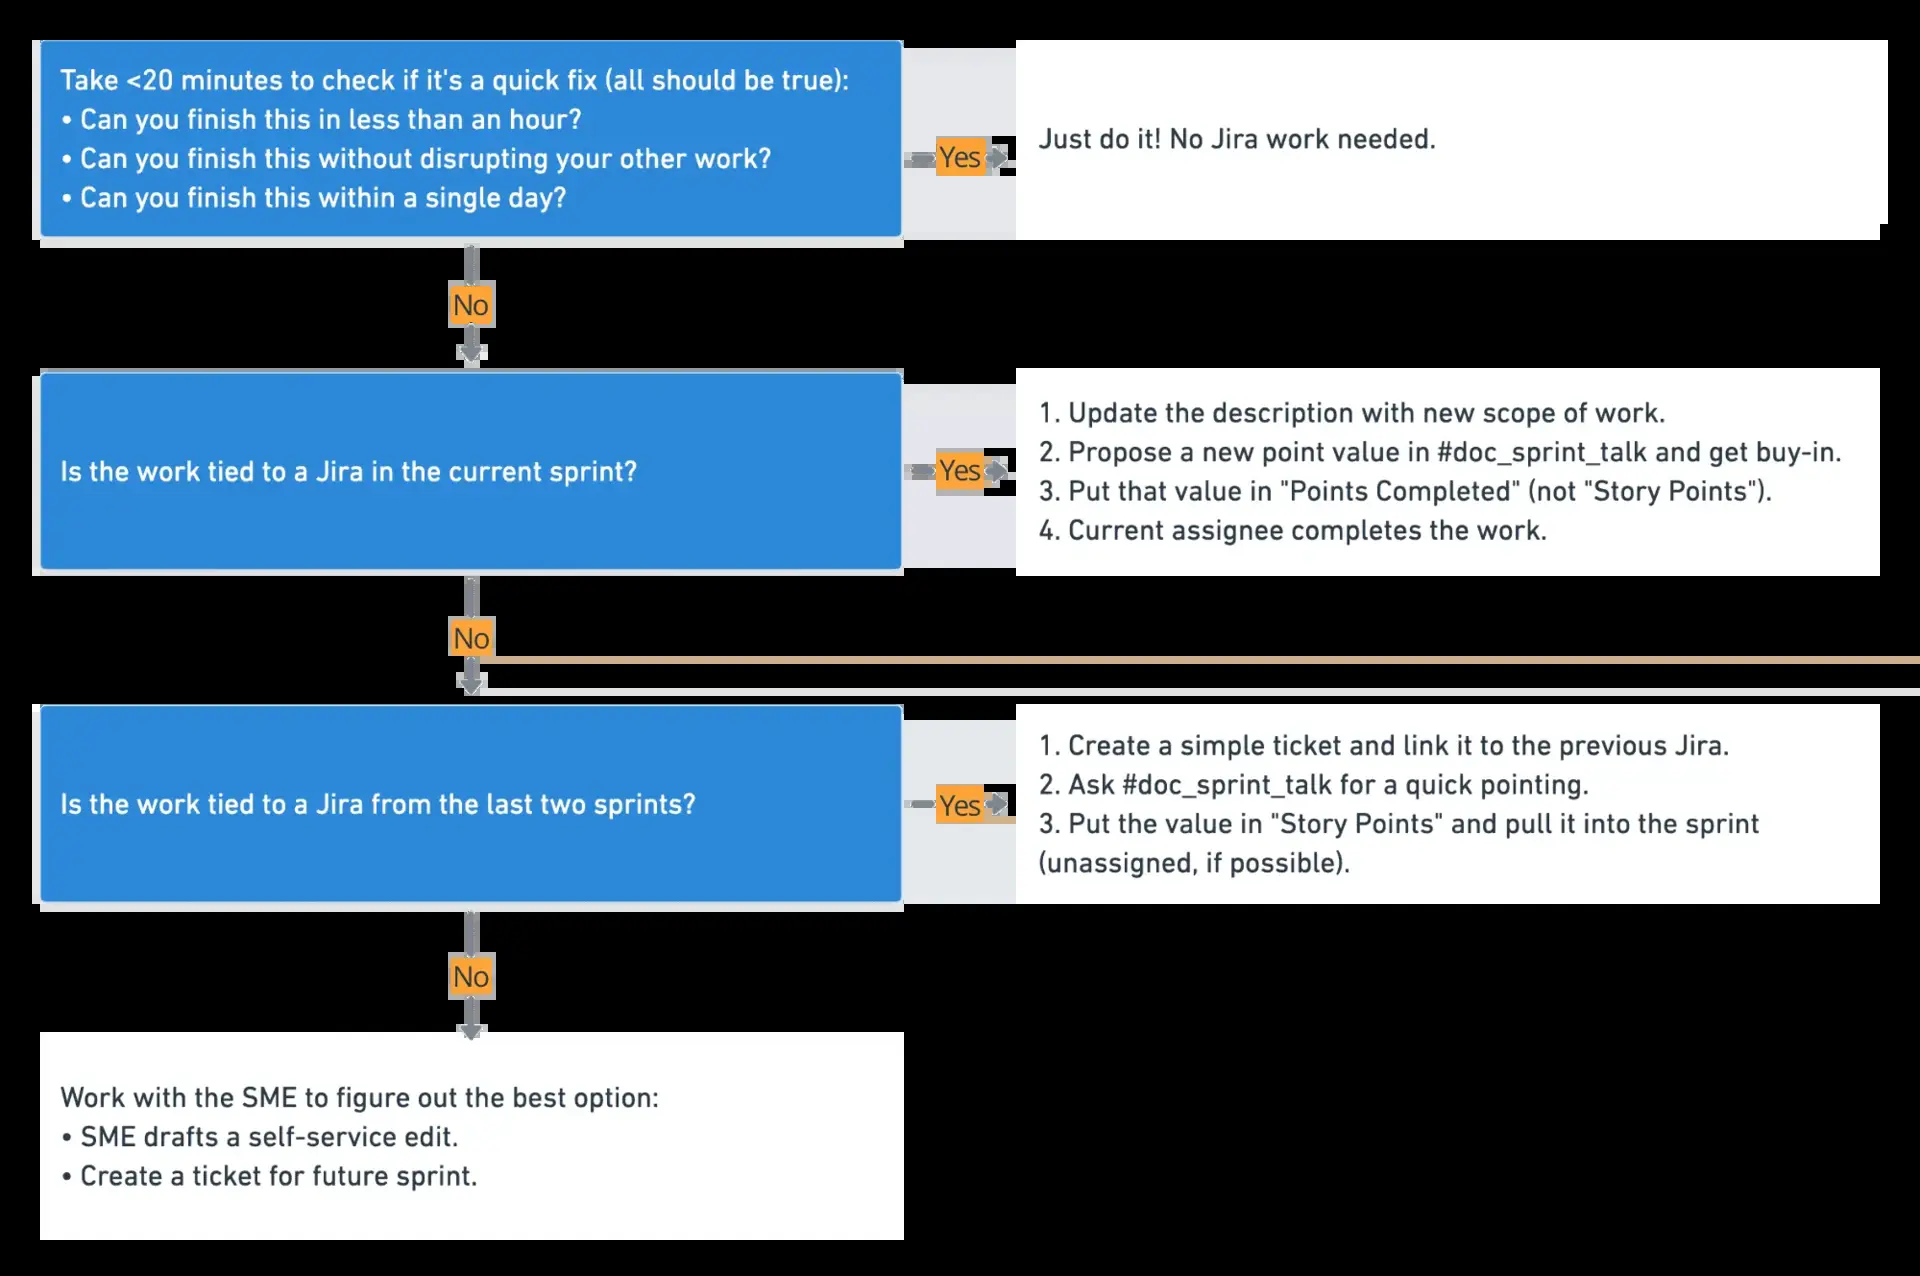 Take <20 minutes to check if it's a quick fix (all should be true):
• Can you finish this in less than an hour?
• Can you finish this without disrupting your other work?
• Can you finish this within a single day?
Yes
Just do it! No Jira work needed.
No
Is the work tied to a Jira in the current sprint?
Yes
1. Update the description with new scope of work.
2. Propose a new point value in #doc_sprint_talk and get buy-in.
3. Put that value in "Points Completed" (not "Story Points").
4. Current assignee completes the work.
No
Is the work tied to a Jira from the last two sprints?
Yes
1. Create a simple ticket and link it to the previous Jira.
2. Ask #doc_sprint_talk for a quick pointing.
3. Put the value in "Story Points" and pull it into the sprint
(unassigned, if possible).
No
Work with the SME to figure out the best option:
• SME drafts a self-service edit.
• Create a ticket for future sprint.